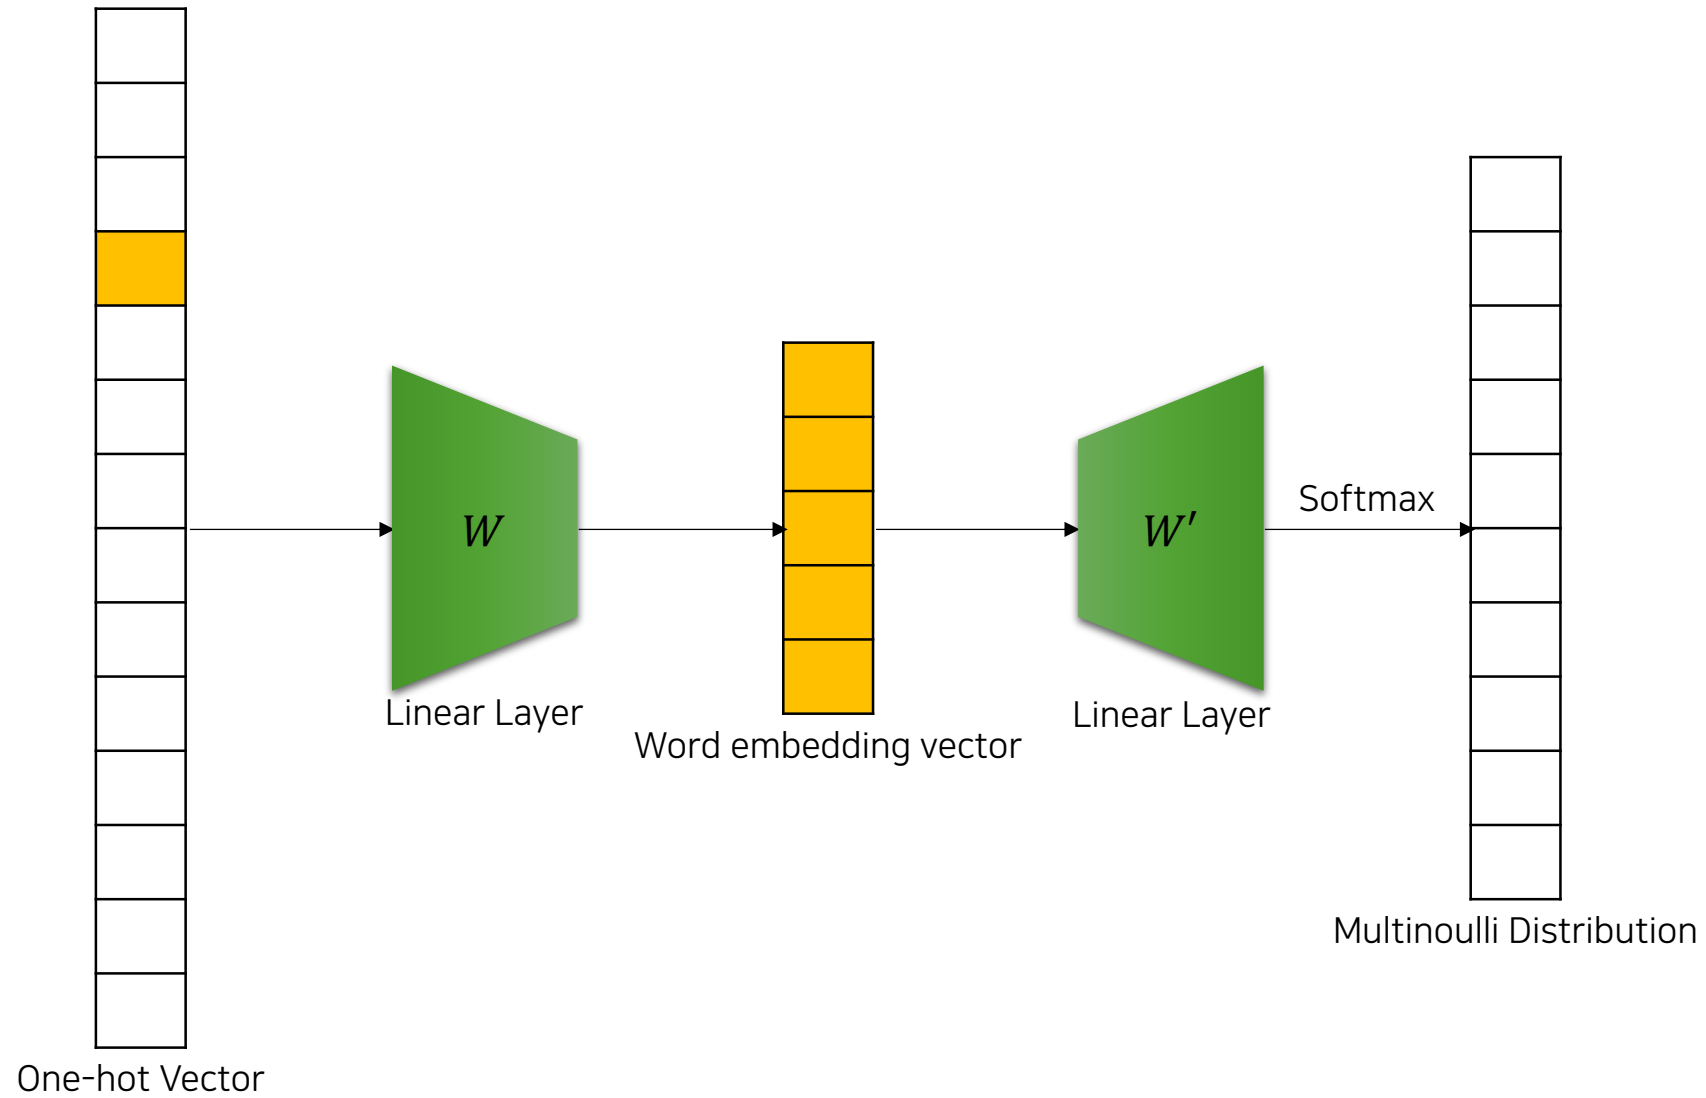 Softmax
W
W′
Linear Layer
Linear Layer
Word embedding vector
Multinoulli Distribution
One-hot Vector